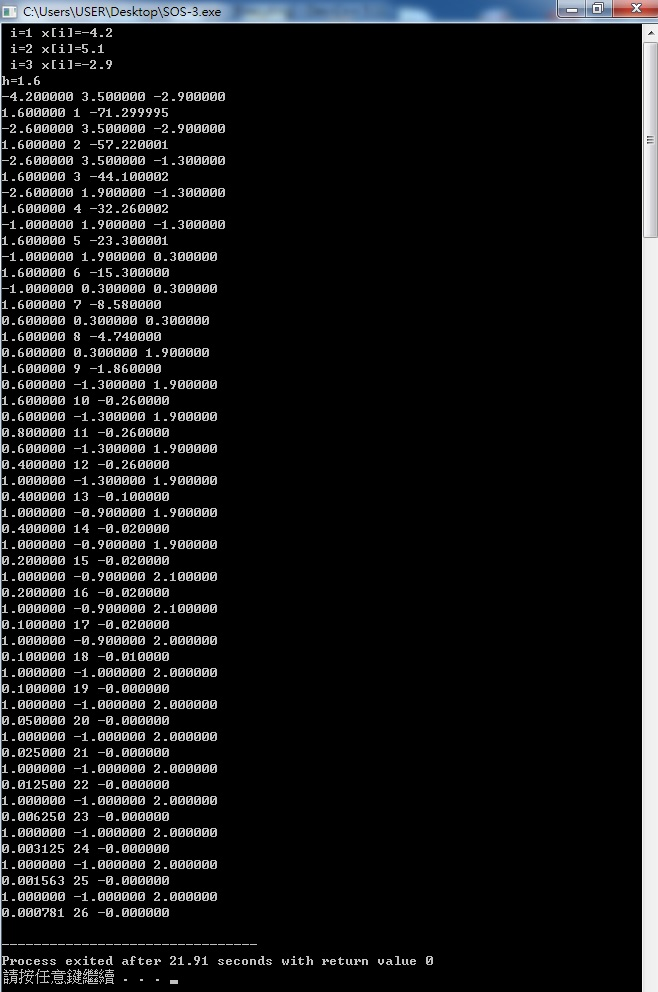 C:\Users\USER\Desktop\SOS-3.exe
i=1 x[i]=-4.2
i=2 x[i]=5.1
i=3 x[i]=-2.9
h=1.6
-4.200000 3.500000 -2.900000
1.600000 1 -71.299995
-2.600000 3.500000 -2.900000
1.600000 2 -57.220001
-2.600000 3.500000 -1.300000
1.600000 3 -44.100002
-2.600000 1.900000 -1.300000
1.600000 4 -32.260002
-1.000000 1.900000 -1.300000
1.600000 5 -23.300001
-1.000000 1.900000 0.300000
1.600000 6 -15.300000
-1.000000 0.300000 0.300000
1.600000 7 -8.580000
0.600000 0.300000 0.300000
1.600000 8 -4.740000
0.600000 0.300000 1.900000
1.600000 9 -1.860000
0.600000 -1.300000 1.900000
1.600000 10 -0.260000
0.600000 -1.300000 1.900000
0.800000 11 -0.260000
0.600000 -1.300000 1.900000
0.400000 12 -0.260000
1.000000 -1.300000 1.900000
0.400000 13 -0.100000
1.000000 -0.900000 1.900000
0.400000 14 -0.020000
1.000000 -0.900000 1.900000
0.200000 15 -0.020000
1.000000 -0.900000 2.100000
0.200000 16 -0.020000
1.000000 -0.900000 2.100000
0.100000 17 -0.020000
1.000000 -0.900000 2.000000
0.100000 18 -0.010000
1.000000 -1.000000 2.000000
0.100000 19 -0.000000
1.000000 -1.000000 2.000000
0.050000 20 -0.000000
1.000000 -1.000000 2.000000
0.025000 21 -0.000000
1.000000 -1.000000 2.000000
0.012500 22 -0.000000
1.000000 -1.000000 2.000000
0.006250 23 -0.000000
1.000000 -1.000000 2.000000
0.003125 24 -0.000000
1.000000 -1.000000 2.000000
0.001563 25 -0.000000
1.000000 -1.000000 2.000000
0.000781 26 -0.000000
--------------------------------
Process exited after 21.91 seconds with return value 0
請按任意鍵繼續 . . .